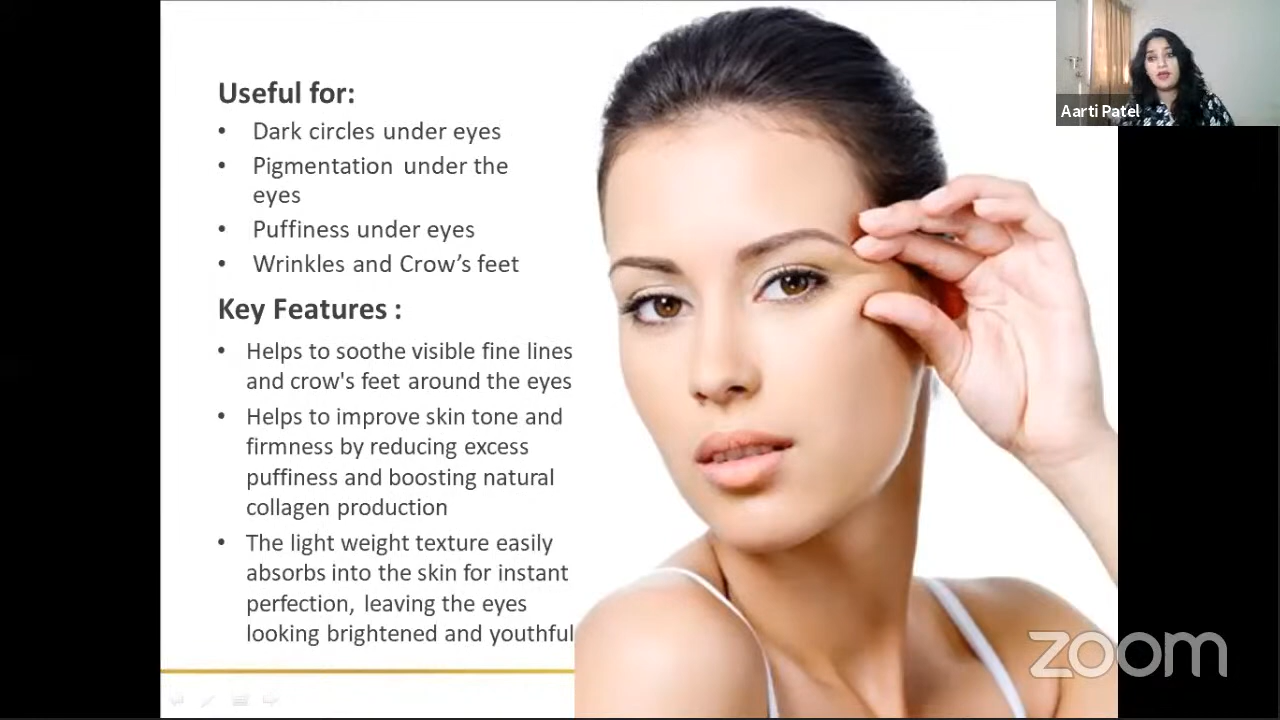 Useful for:
• Dark circles under eyes
• Pigmentation under the
eyes
• Puffiness under eyes
• Wrinkles and Crow's feet
Key Features :
• Helps to soothe visible fine lines
and crow's feet around the eyes
• Helps to improve skin tone and
firmness by reducing excess
puffiness and boosting natural
collagen production
• The light weight texture easily
absorbs into the skin for instant
perfection, leaving the eyes
looking brightened and youthful
Aarti Patel
zoom